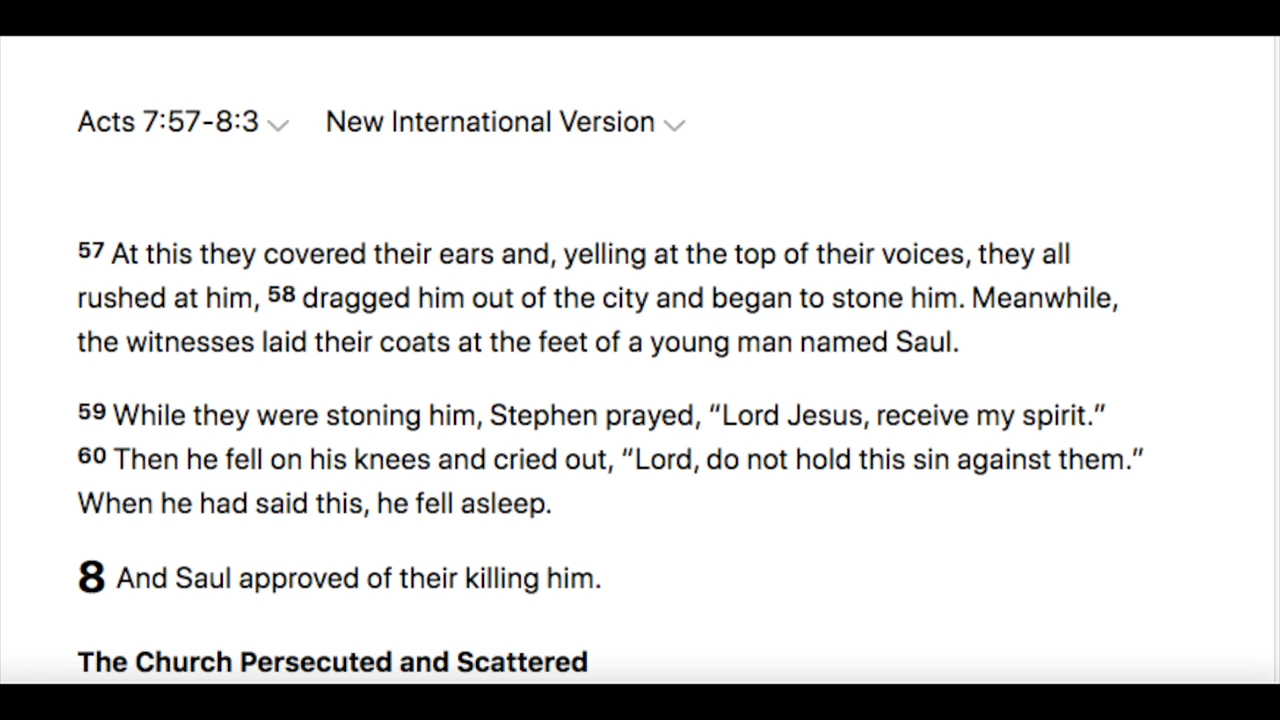 Acts 7:57-8:3 New International Version
57 At this they covered their ears and, yelling at the top of their voices, they all
rushed at him, 58 dragged him out of the city and began to stone him. Meanwhile,
the witnesses laid their coats at the feet of a young man named Saul.
59 While they were stoning him, Stephen prayed, “Lord Jesus, receive my spirit.”
60 Then he fell on his knees and cried out, “Lord, do not hold this sin against them.”
When he had said this, he fell asleep.
8 And Saul approved of their killing him.
The Church Persecuted and Scattered